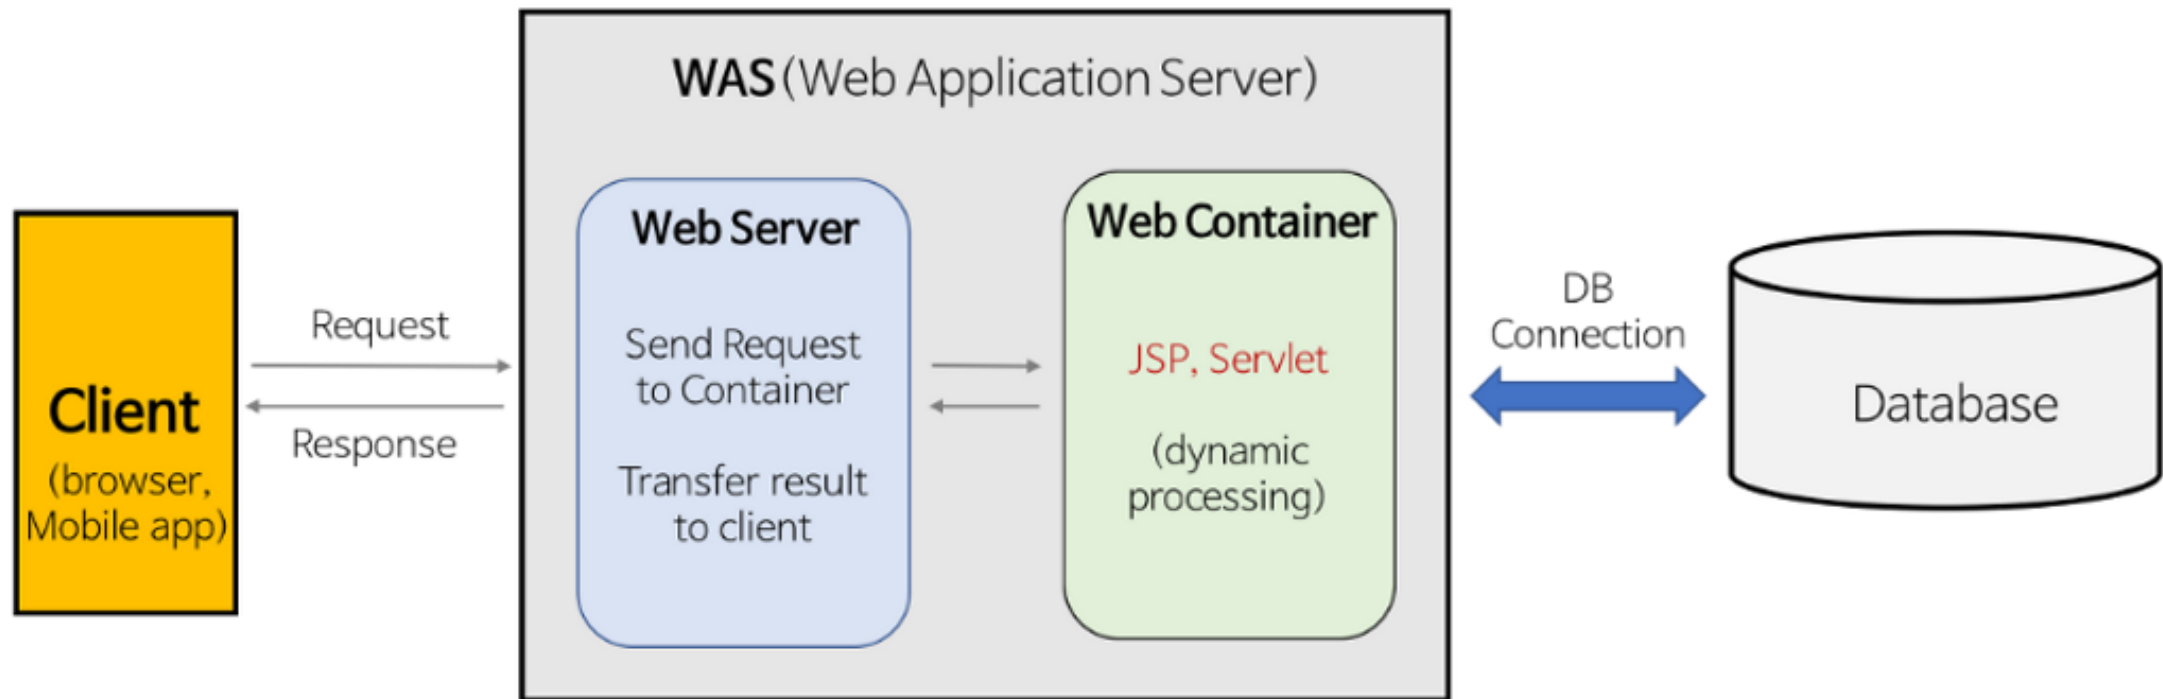 WAS(Web Application Server)
Client
(browser,
Mobile app)
Request
Response
Web Server
Send Request
to Container
Transfer result
to client
Web Container
JSP, Servlet
(dynamic
processing)
DB
Connection
Database